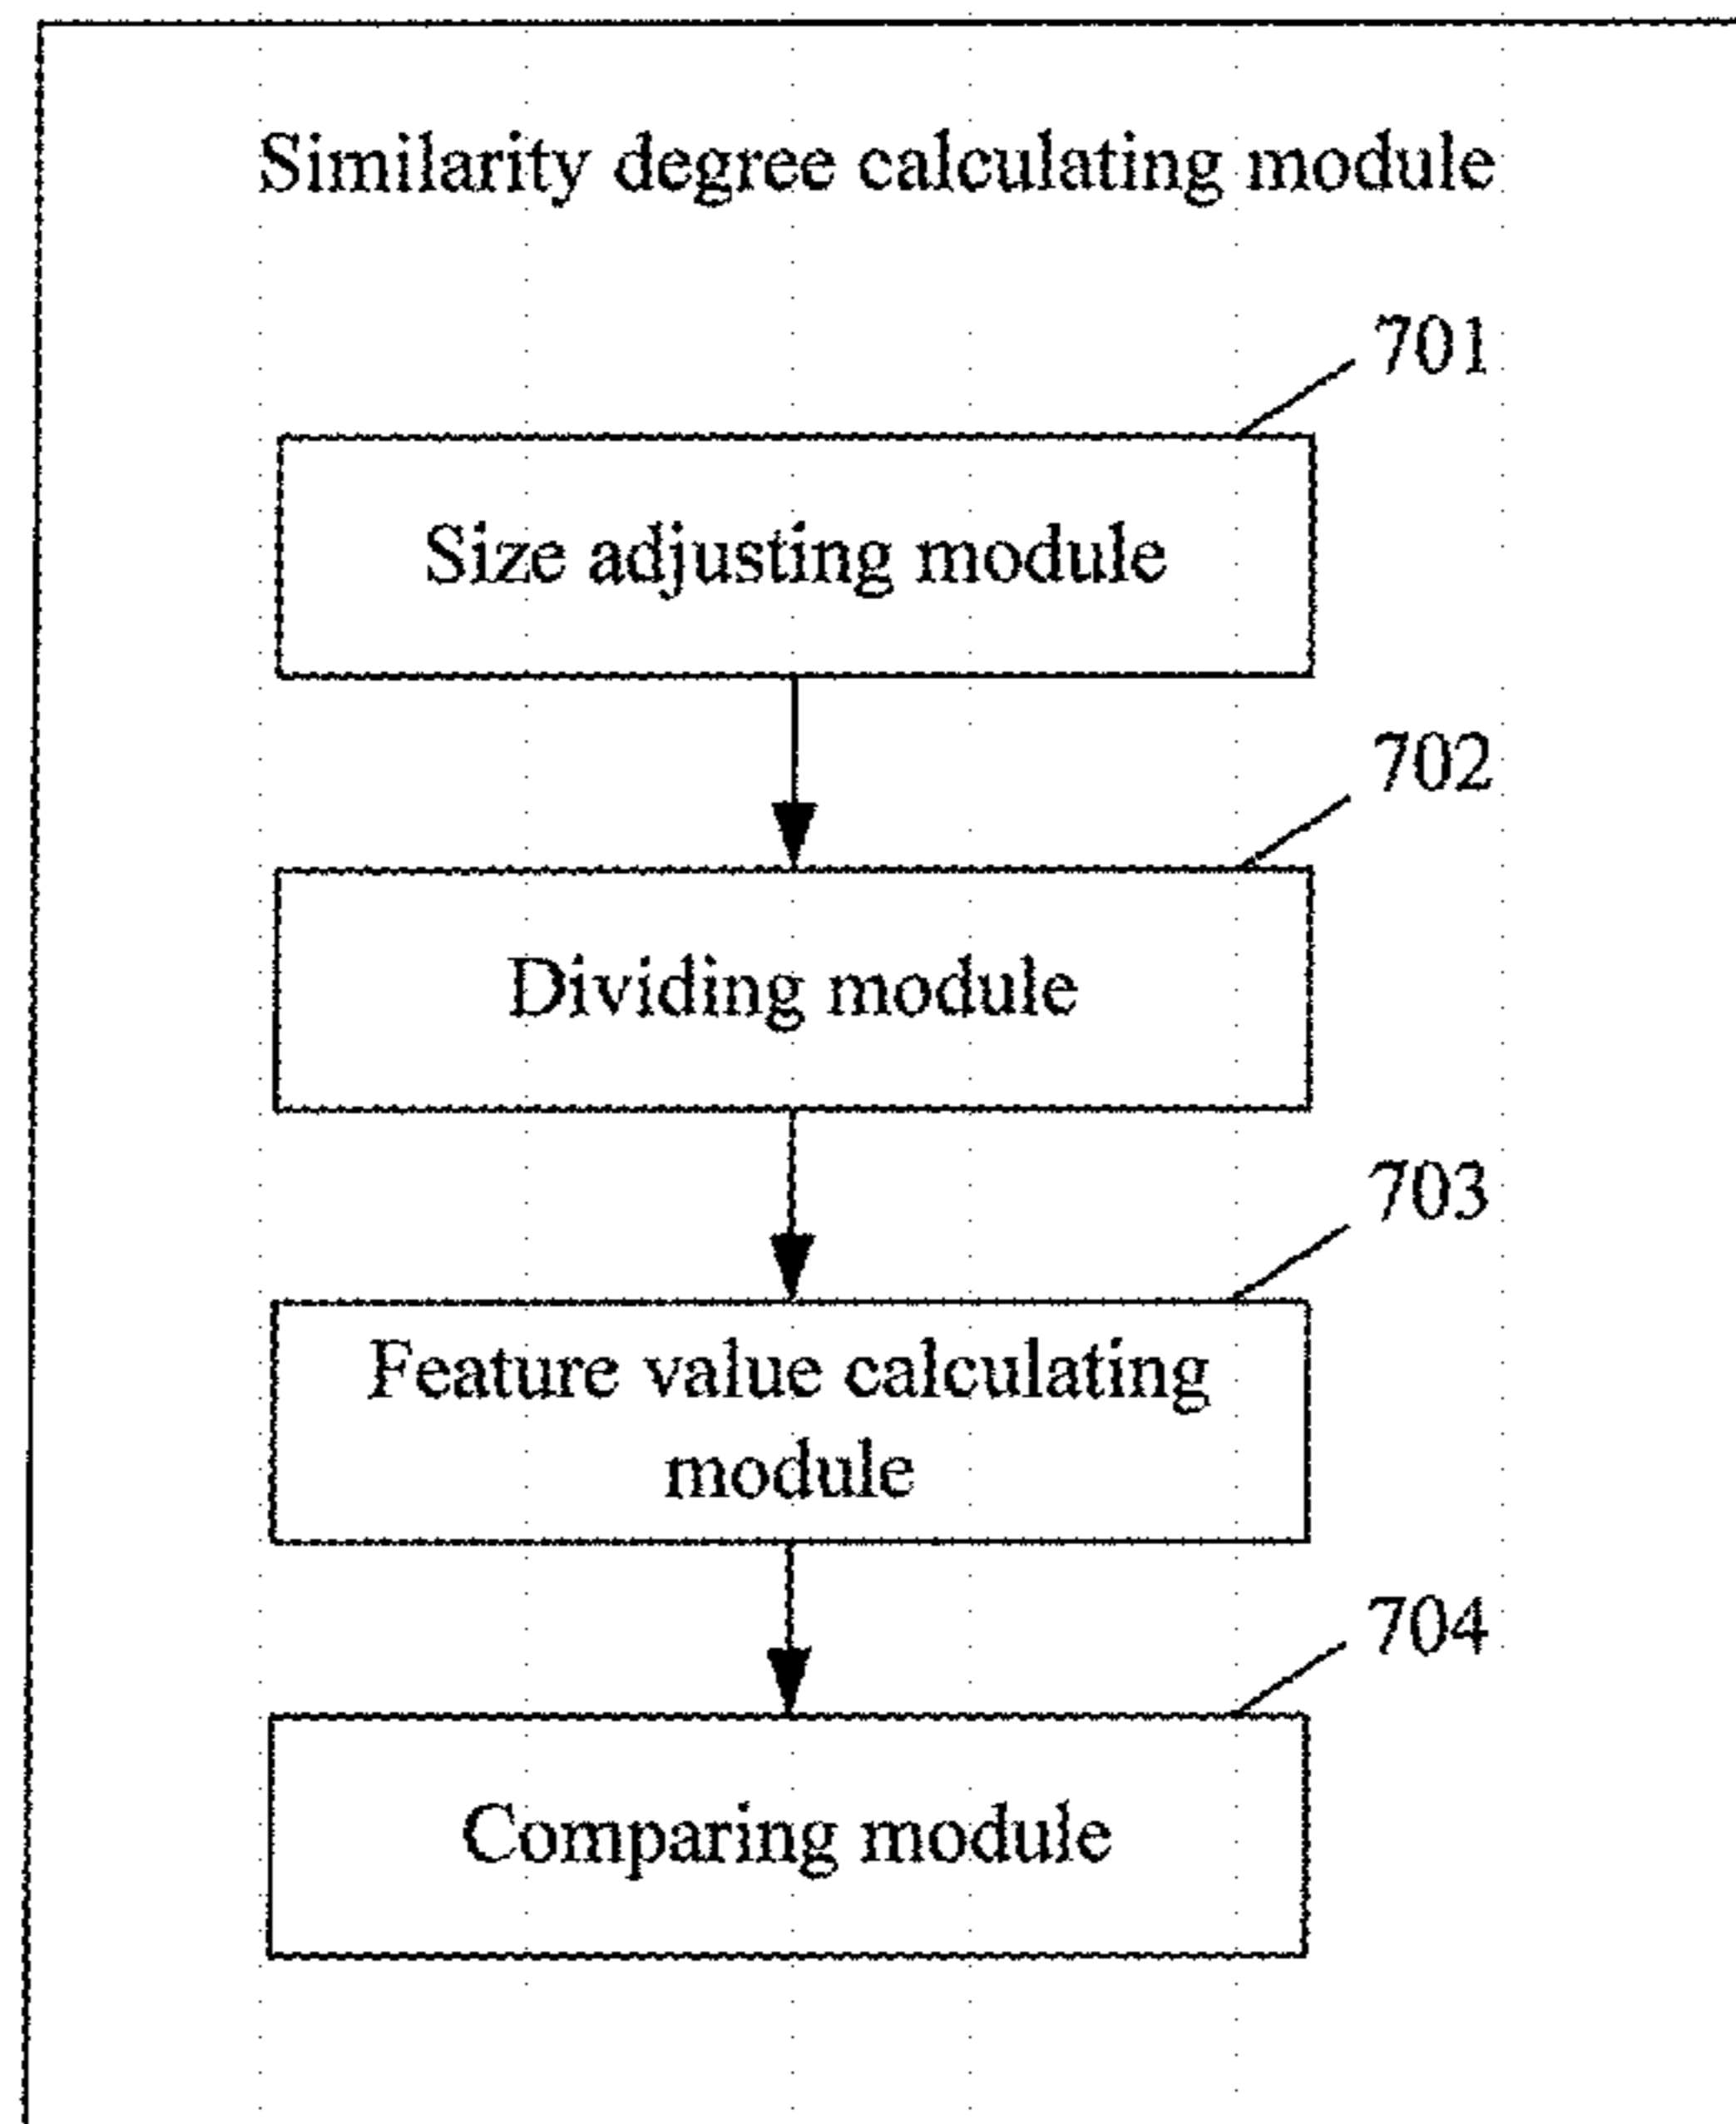 Similarity degree calculating module
701
Size adjusting module
702
Dividing module
703
Feature value calculating
module
704
Comparing module